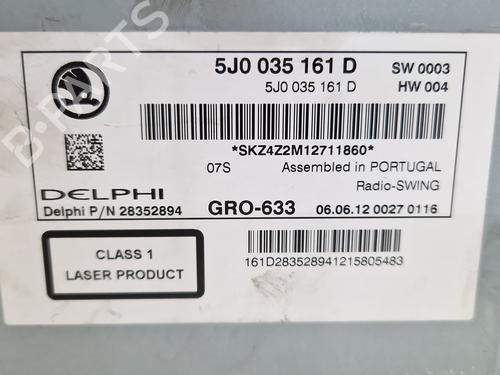 5J0 035 161 D SW 0003
5J0 035 161 D HW 004
*SKZ4Z2M12711860*
07S Assembled in PORTUGAL
Radio-SWING
DELPHI
Delphi P/N 28352894 GRO-633 06.06.12 0027 0116
CLASS 1
LASER PRODUCT
161D283528941215805483
B-PARTS